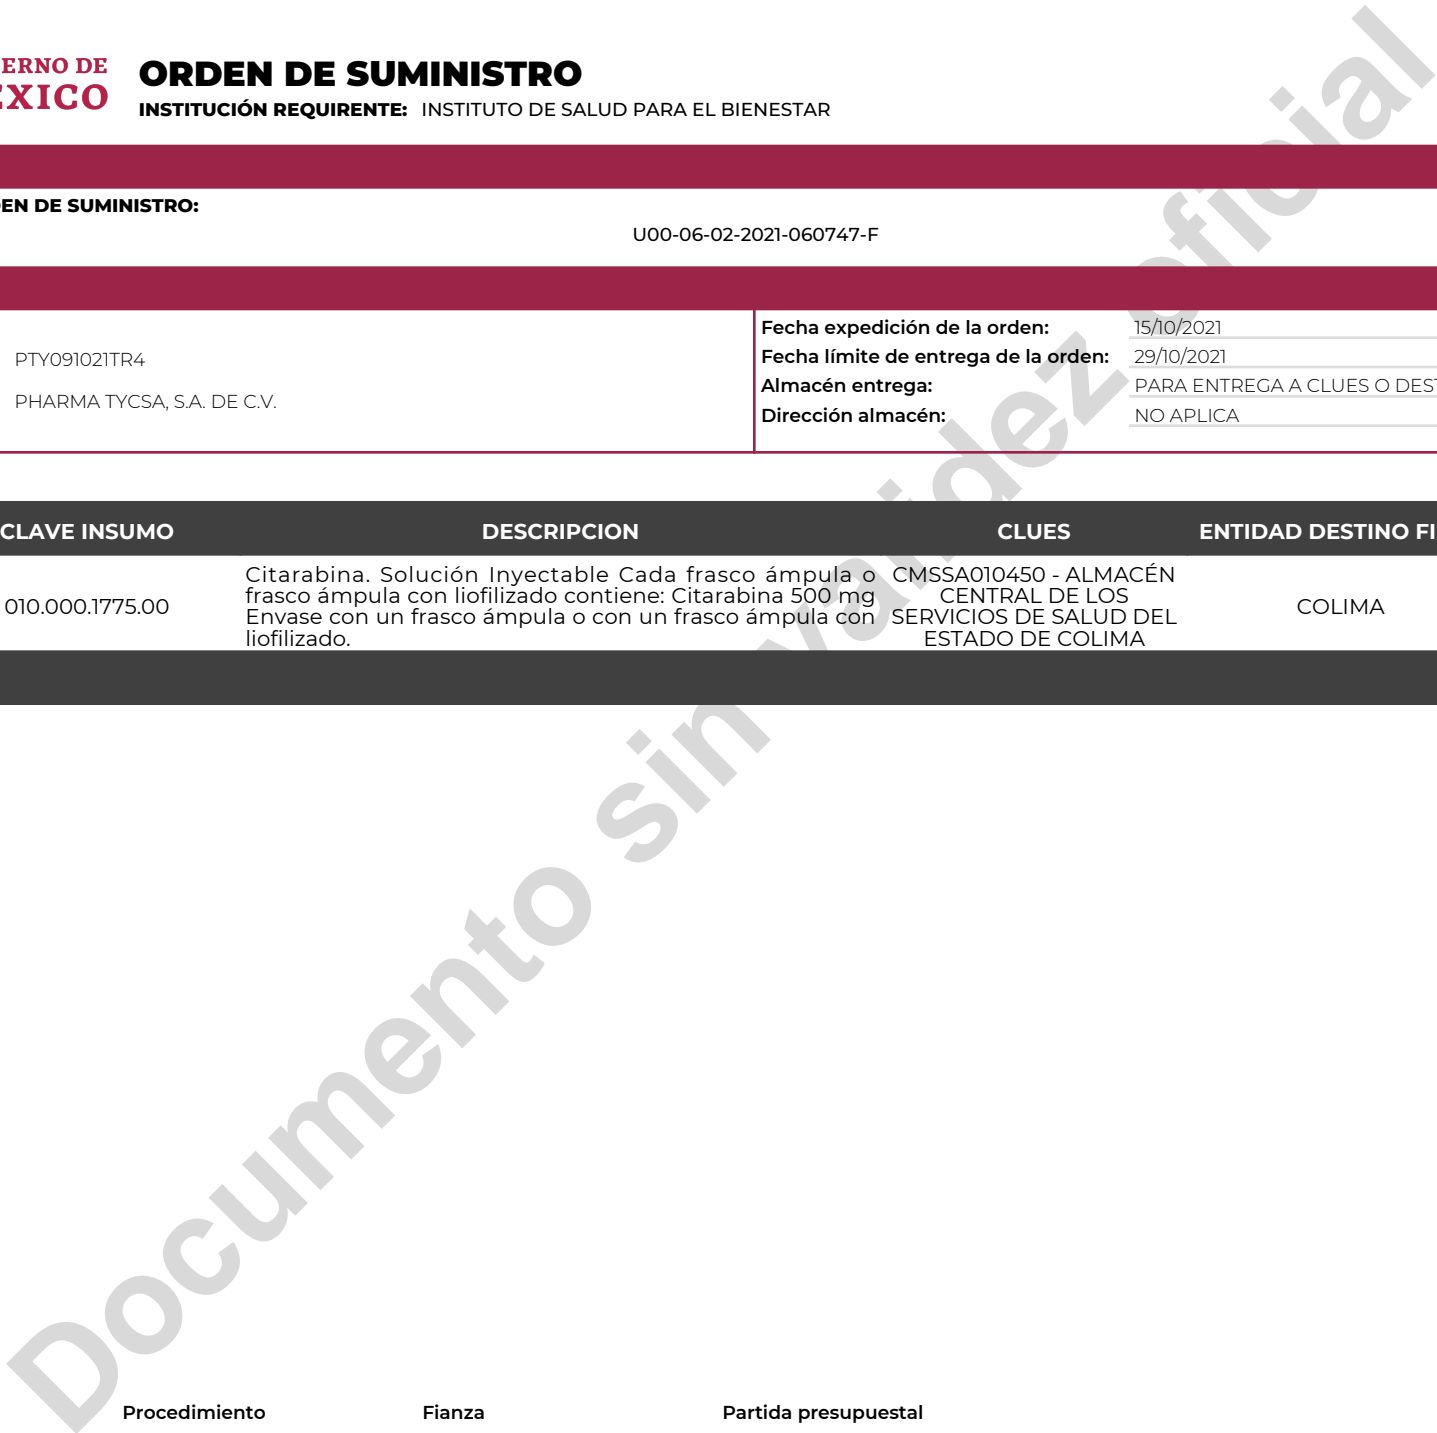 ERNO DE
ORDEN DE SUMINISTRO
EXICO
INSTITUCIÓN REQUIRENTE: INSTITUTO DE SALUD PARA EL BIENESTAR
EN DE SUMINISTRO:
U00-06-02-2021-060747-F
Fecha expedición de la orden: 15/10/2021
PTY091021TR4
Fecha límite de entrega de la orden: 29/10/2021
Almacén entrega: PARA ENTREGA A CLUES O DEST
PHARMA TYCSA, S.A. DE C.V.
Dirección almacén: NO APLICA
CLAVE INSUMO DESCRIPCION CLUES ENTIDAD DESTINO FI
010.000.1775.00
Citarabina. Solución Inyectable Cada frasco ámpula o
frasco ámpula con liofilizado contiene: Citarabina 500 mg
Envase con un frasco ámpula o con un frasco ámpula con
liofilizado.
CMSSA010450 - ALMACÉN
CENTRAL DE LOS
SERVICIOS DE SALUD DEL
ESTADO DE COLIMA
COLIMA
Documento sin validez oficial
Procedimiento Fianza Partida presupuestal